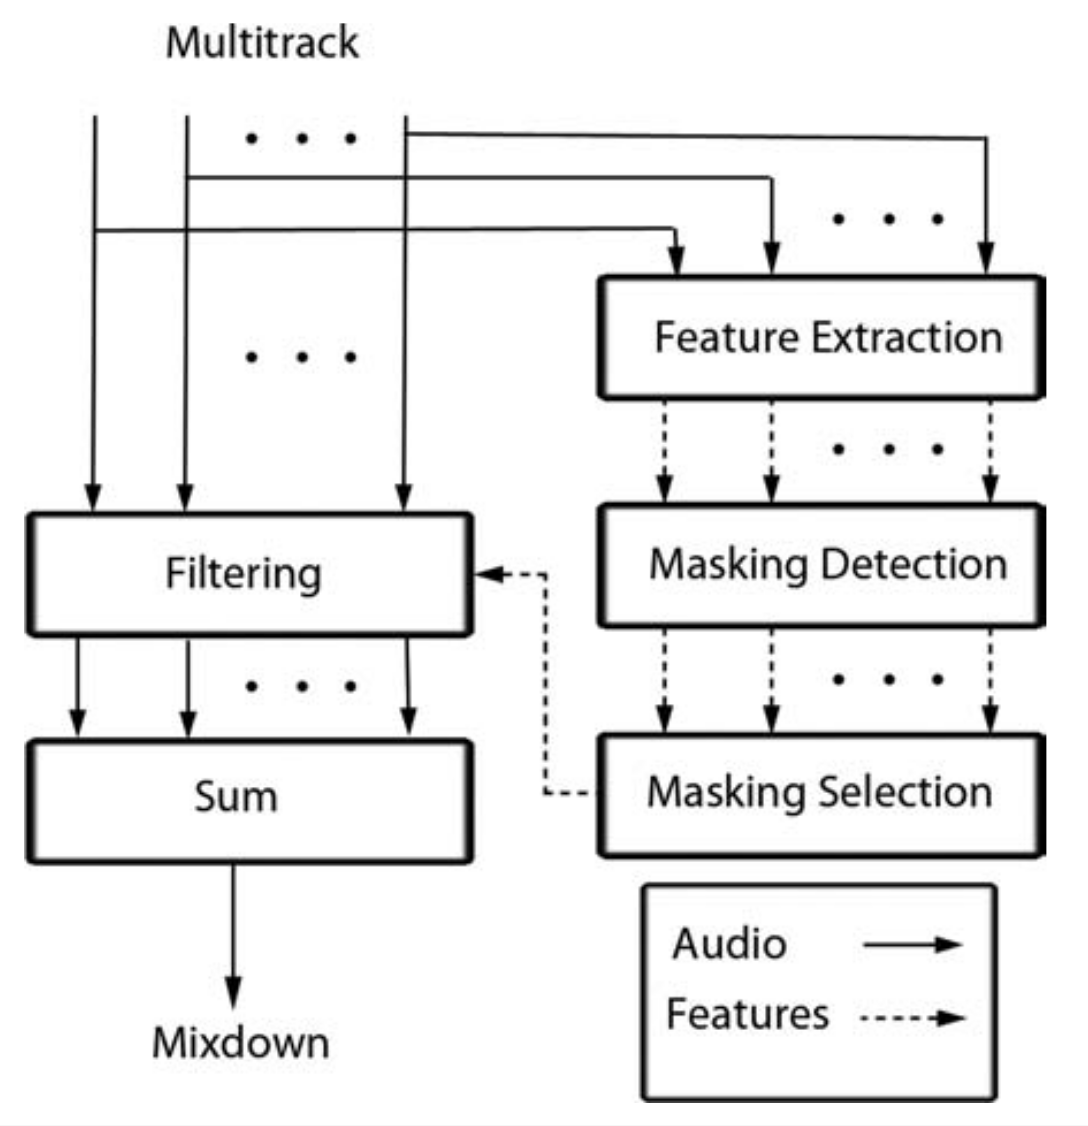 Multitrack
Feature Extraction
Filtering
Masking Detection
Sum
Masking Selection
Audio
Features
Mixdown